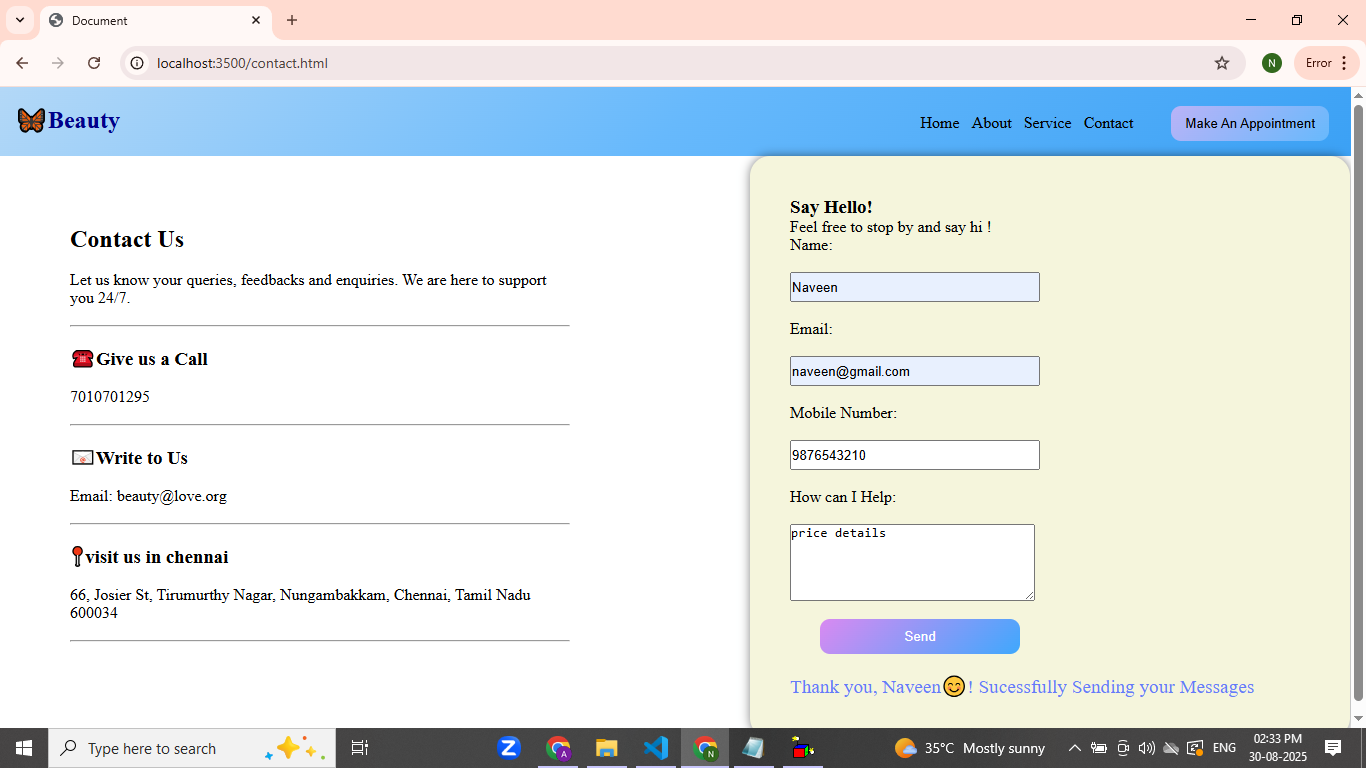 Document
localhost:3500/contact.html
N
Error
Beauty
Home About Service Contact Make An Appointment
Contact Us
Let us know your queries, feedbacks and enquiries. We are here to support
you 24/7.
Give us a Call
7010701295
Write to Us
Email: beauty@love.org
visit us in chennai
66, Josier St, Tirumurthy Nagar, Nungambakkam, Chennai, Tamil Nadu
600034
Say Hello!
Feel free to stop by and say hi !
Name:
Naveen
Email:
naveen@gmail.com
Mobile Number:
9876543210
How can I Help:
price details
Send
Thank you, Naveen😊! Sucessfully Sending your Messages
Type here to search
Z
A
N
35°C Mostly sunny
ENG
02:33 PM
30-08-2025